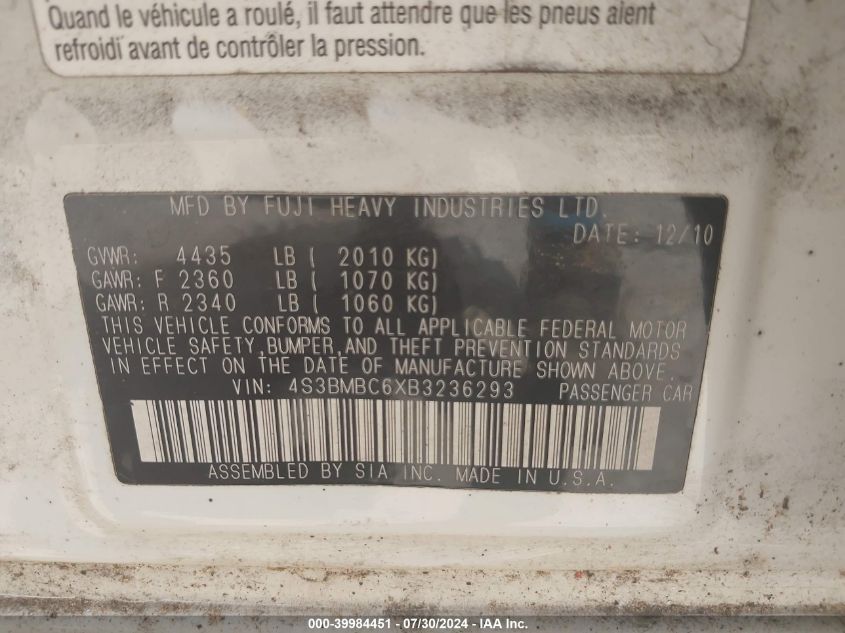 Quand le véhicule a roulé, il faut attendre que les pneus aient
refroidi avant de contrôler la pression.
MFD BY FUJI HEAVY INDUSTRIES LTD.
DATE: 12/10
GVWR: 4435 LB ( 2010 KG)
GAWR: F 2360 LB ( 1070 KG)
GAWR: R 2340 LB ( 1060 KG)
THIS VEHICLE CONFORMS TO ALL APPLICABLE FEDERAL MOTOR
VEHICLE SAFETY,BUMPER,AND THEFT PREVENTION STANDARDS
IN EFFECT ON THE DATE OF MANUFACTURE SHOWN ABOVE.
VIN: 4S3BMBC6XB3236293 PASSENGER CAR
ASSEMBLED BY SIA INC. MADE IN U.S.A.
000-39984451 - 07/30/2024 - IAA Inc.